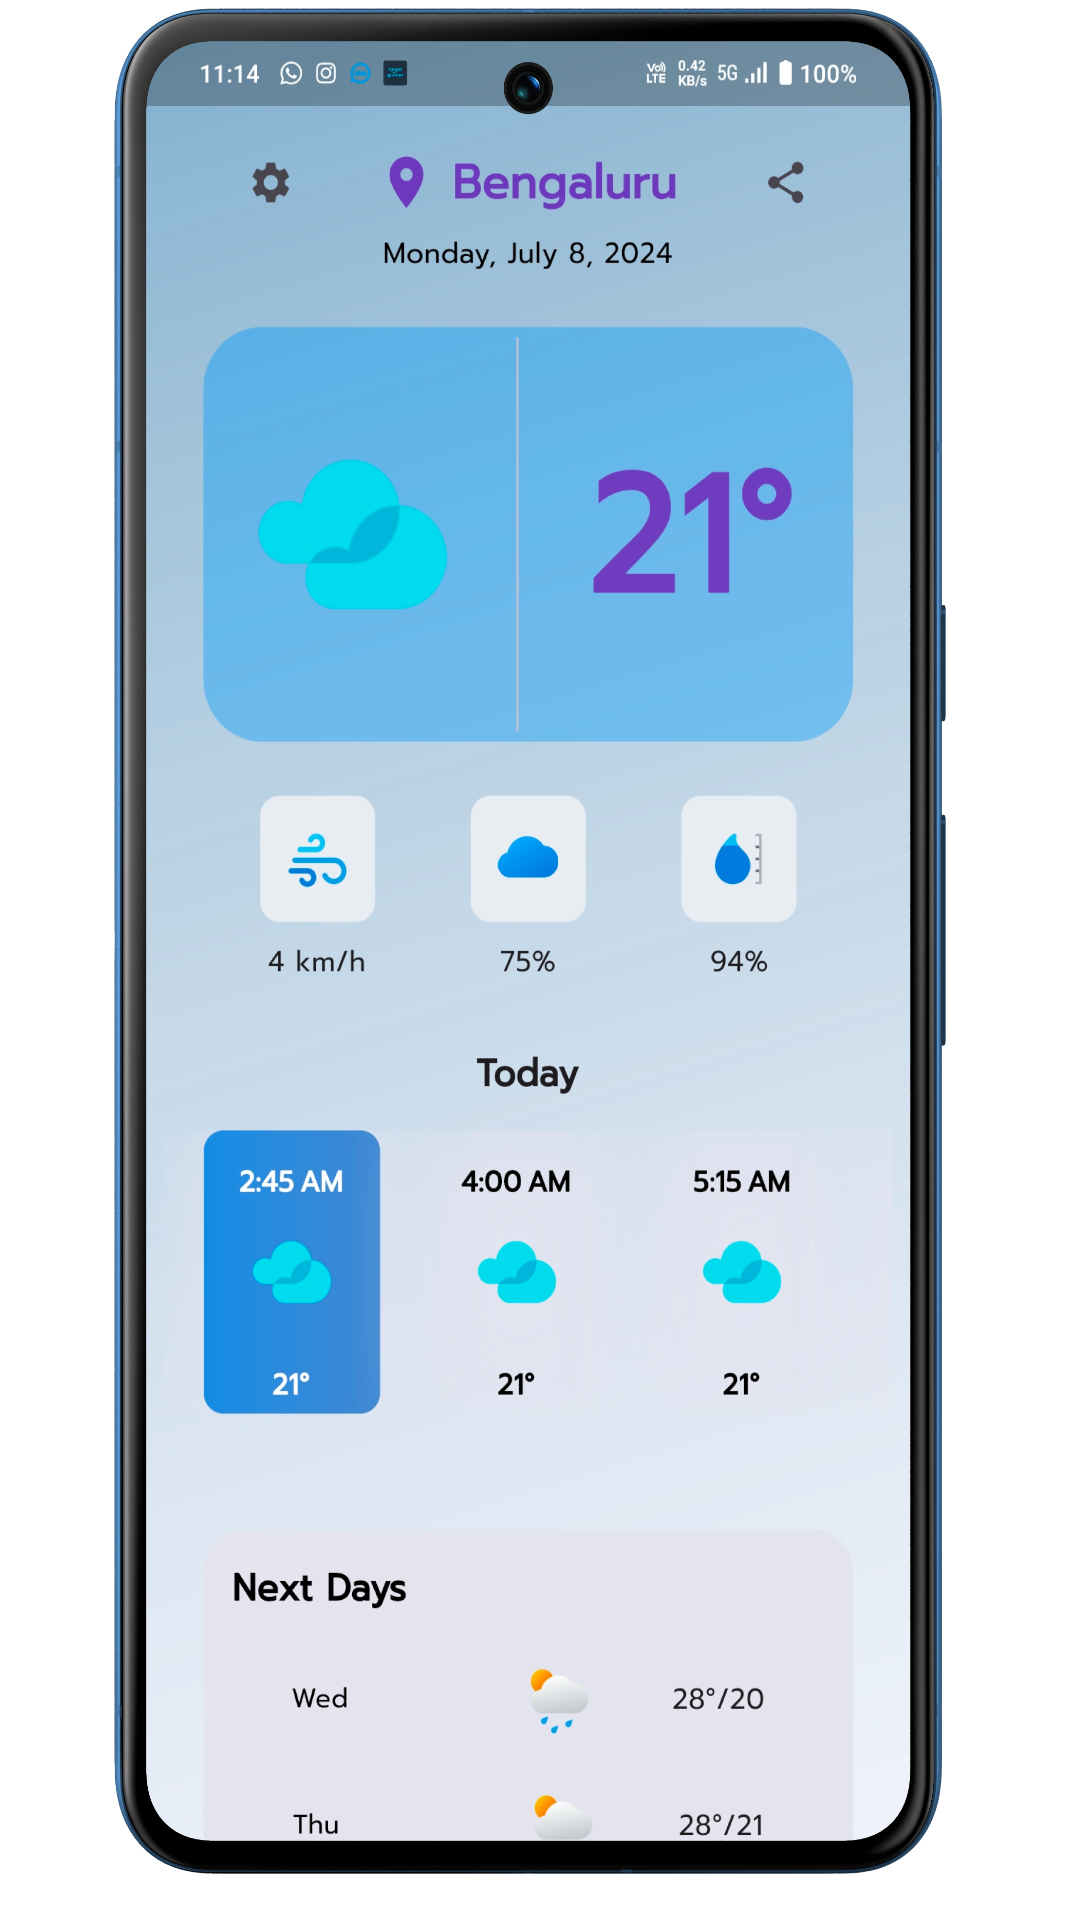 11:14 Vo) LTE 0.42 KB/s 5G 100%
Bengaluru
Monday, July 8, 2024
21°
4 km/h 75% 94%
Today
2:45 AM 4:00 AM 5:15 AM
21° 21° 21°
Next Days
Wed 28°/20
Thu 28°/21